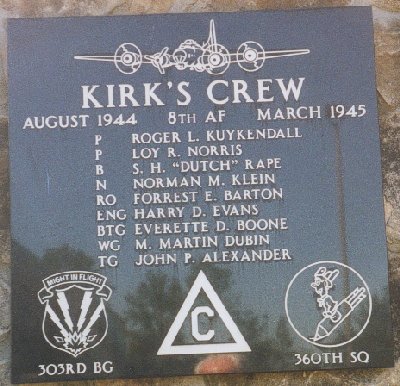 KIRK'S CREW
AUGUST 1944 8TH AF MARCH 1945
P ROGER L. KUYKENDALL
P LOY R. NORRIS
B S. H. "DUTCH" RAPE
N NORMAN M. KLEIN
RO FORREST E. BARTON
ENG HARRY D. EVANS
BTG EVERETTE D. BOONE
WG M. MARTIN DUBIN
TG JOHN P. ALEXANDER
MIGHT IN FLIGHT
C
303RD BG
360TH SQ